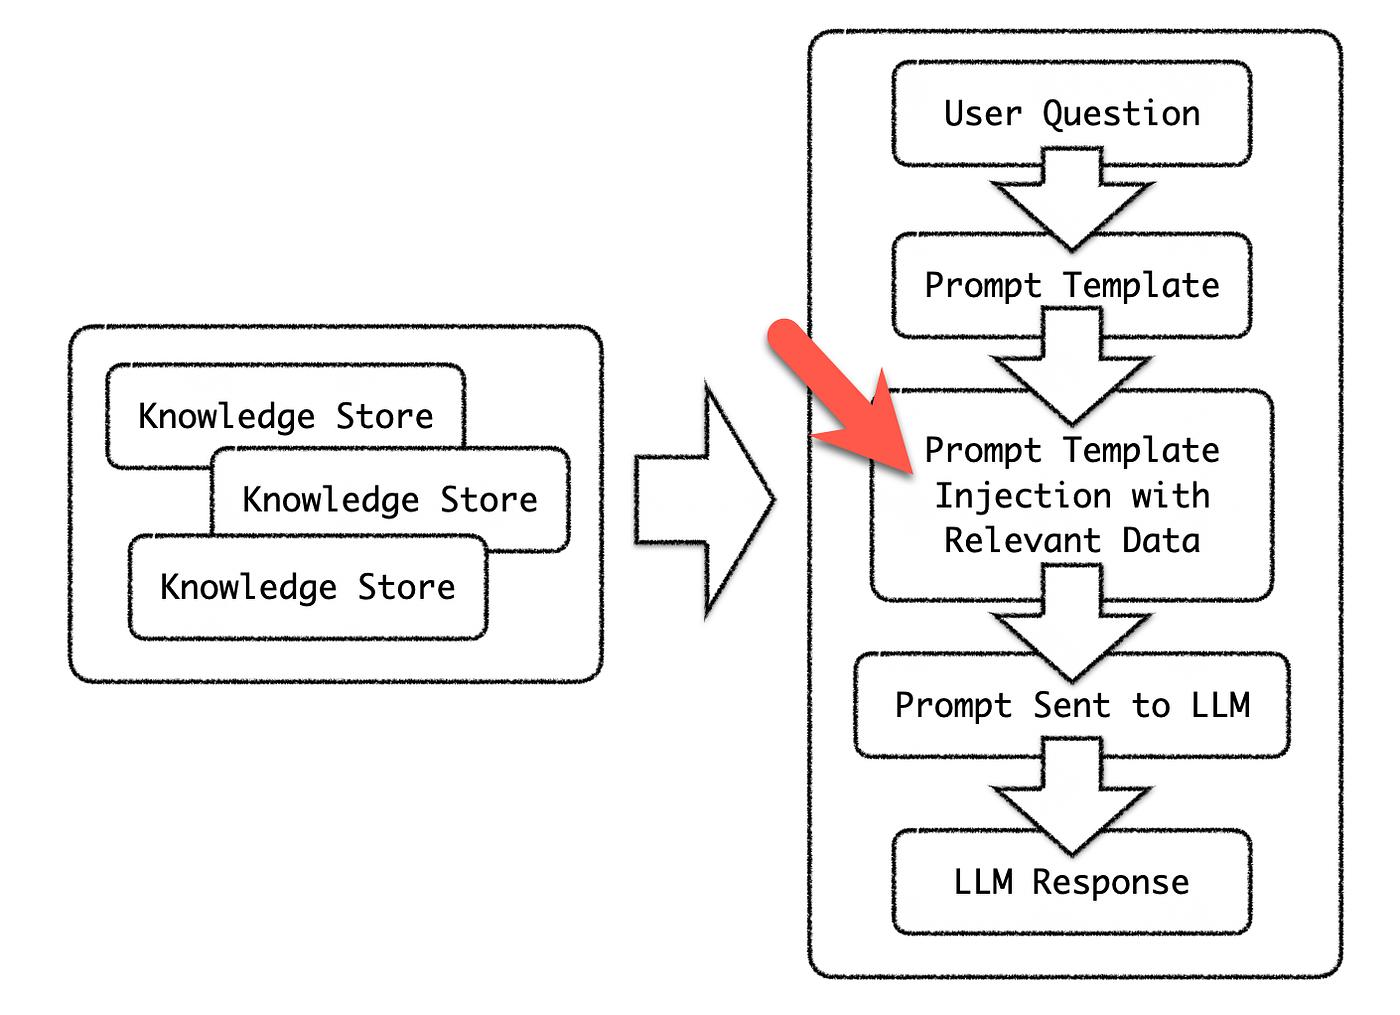 User Question
Prompt Template
Knowledge Store
Knowledge Store
Knowledge Store
Prompt Template
Injection with
Relevant Data
Prompt Sent to LLM
LLM Response